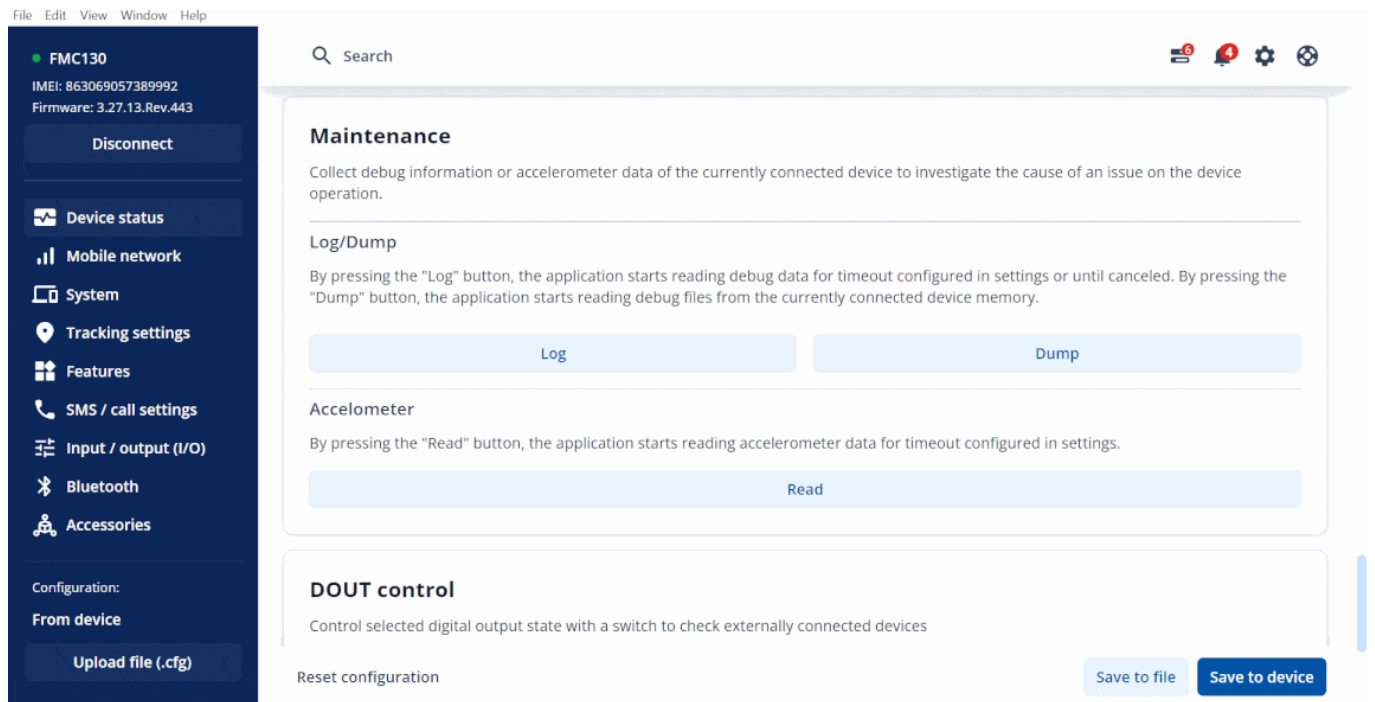 File Edit View Window Help
FMC130
IMEI: 863069057389992
Firmware: 3.27.13.Rev.443
Disconnect
Device status
Mobile network
System
Tracking settings
Features
SMS / call settings
Input / output (I/O)
Bluetooth
Accessories
Configuration:
From device
Upload file (.cfg)
Search
6
4
Maintenance
Collect debug information or accelerometer data of the currently connected device to investigate the cause of an issue on the device
operation.
Log/Dump
By pressing the "Log" button, the application starts reading debug data for timeout configured in settings or until canceled. By pressing the
"Dump" button, the application starts reading debug files from the currently connected device memory.
Log Dump
Accelometer
By pressing the "Read" button, the application starts reading accelerometer data for timeout configured in settings.
Read
DOUT control
Control selected digital output state with a switch to check externally connected devices
Reset configuration
Save to file
Save to device